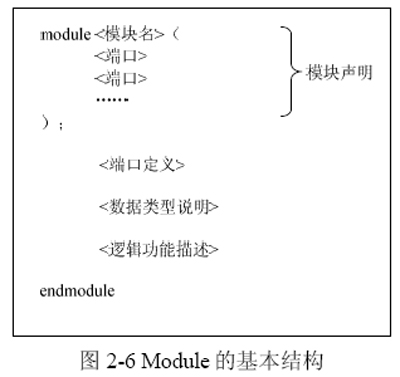 module <模块名>（
<端口>
<端口>
……
）；
模块声明
<端口定义>
<数据类型说明>
<逻辑功能描述>
endmodule
图 2-6 Module 的基本结构